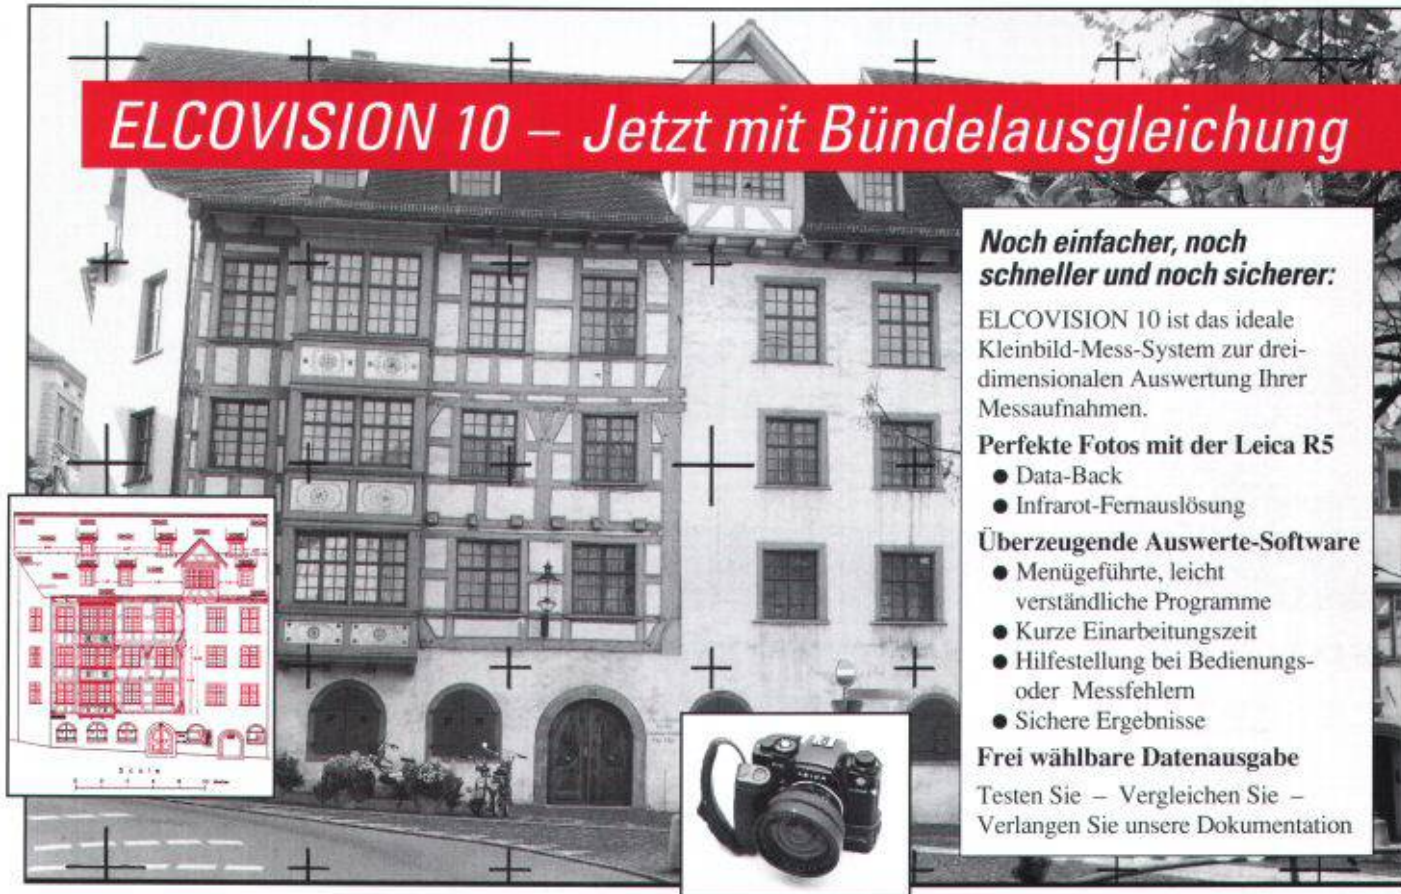 ELCOVISION 10 – Jetzt mit Bündelausgleichung
Noch einfacher, noch
schneller und noch sicherer:
ELCOVISION 10 ist das ideale
Kleinbild-Mess-System zur drei-
dimensionalen Auswertung Ihrer
Messaufnahmen.
Perfekte Fotos mit der Leica R5
● Data-Back
● Infrarot-Fernauslösung
Überzeugende Auswerte-Software
● Menügeführte, leicht
verständliche Programme
● Kurze Einarbeitungszeit
● Hilfestellung bei Bedienungs-
oder Messfehlern
● Sichere Ergebnisse
Frei wählbare Datenausgabe
Testen Sie – Vergleichen Sie –
Verlangen Sie unsere Dokumentation
Scale
LEICA